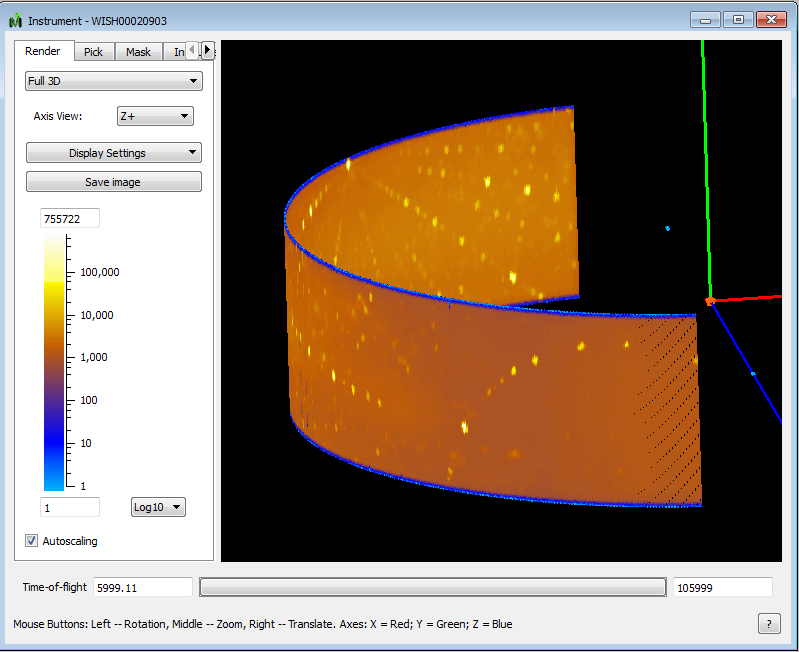 Instrument - WISH00020903
Render Pick Mask In
Full 3D
Axis View: Z+
Display Settings
Save image
755722
100,000
10,000
1,000
100
10
1
1 Log10
Autoscaling
Time-of-flight 5999.11 105999
Mouse Buttons: Left -- Rotation, Middle -- Zoom, Right -- Translate. Axes: X = Red; Y = Green; Z = Blue ?